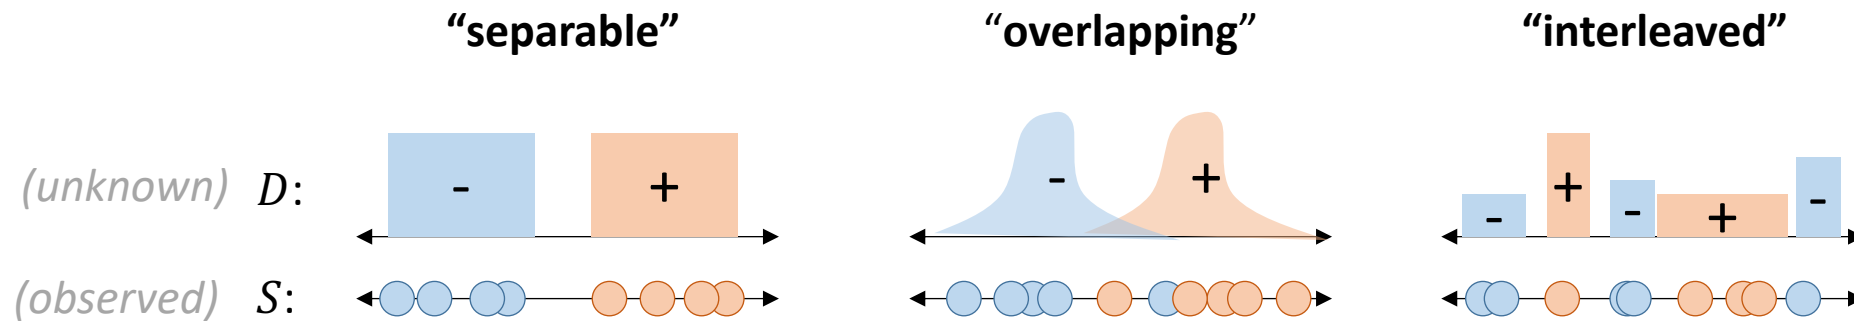 “separable” “overlapping” “interleaved”
(unknown) D: - + - + - + - + -
(observed) S: